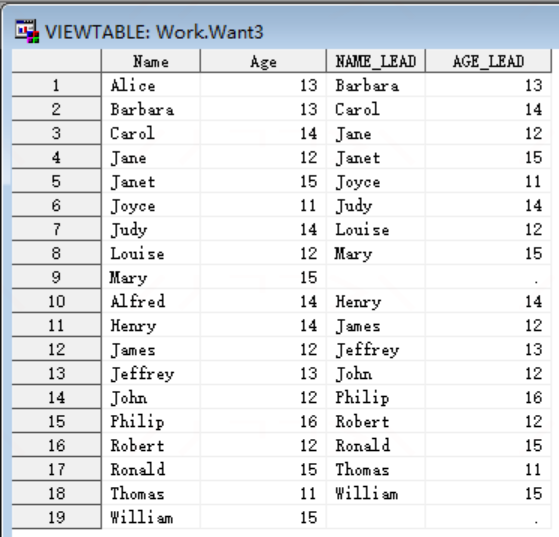 VIEWTABLE: Work.Want3
Name Age NAME_LEAD AGE_LEAD
1 Alice 13 Barbara 13
2 Barbara 13 Carol 14
3 Carol 14 Jane 12
4 Jane 12 Janet 15
5 Janet 15 Joyce 11
6 Joyce 11 Judy 14
7 Judy 14 Louise 12
8 Louise 12 Mary 15
9 Mary 15 .
10 Alfred 14 Henry 14
11 Henry 14 James 12
12 James 12 Jeffrey 13
13 Jeffrey 13 John 12
14 John 12 Philip 16
15 Philip 16 Robert 12
16 Robert 12 Ronald 15
17 Ronald 15 Thomas 11
18 Thomas 11 William 15
19 William 15 .